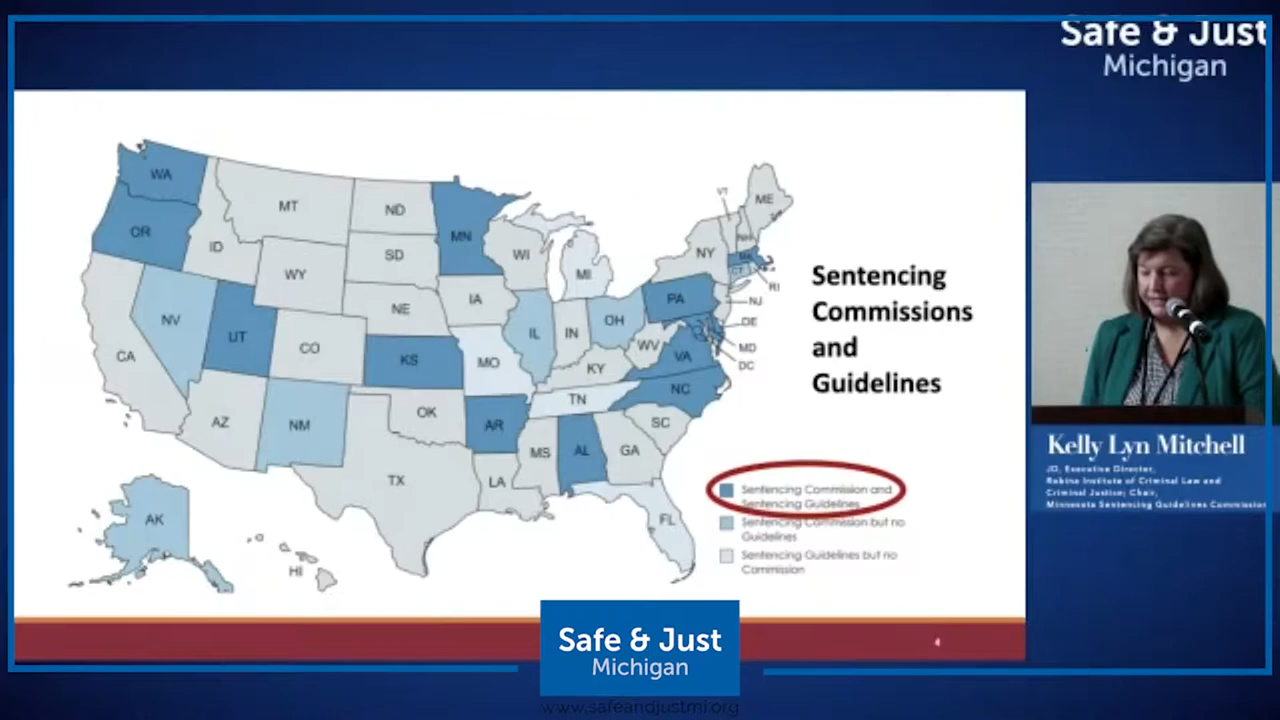 Safe & Just
Michigan
WA
OR
MT
ID
ND
SD
MN
WI
WY
NE
IA
MI
NY
VT
NH
ME
MA
CT
RI
NJ
DE
MD
DC
PA
OH
IN
IL
NV
UT
CO
KS
MO
KY
WV
VA
CA
AZ
NM
OK
AR
TN
NC
SC
MS
AL
GA
TX
LA
FL
AK
HI
Sentencing
Commissions
and
Guidelines
Sentencing Commission and
Sentencing Guidelines
Sentencing Commission but no
Guidelines
Sentencing Guidelines but no
Commission
4
Kelly Lyn Mitchell
JD, Executive Director,
Robina Institute of Criminal Law and
Criminal Justice; Chair,
Minnesota Sentencing Guidelines Commission
Safe & Just
Michigan
www.safeandjustmi.org